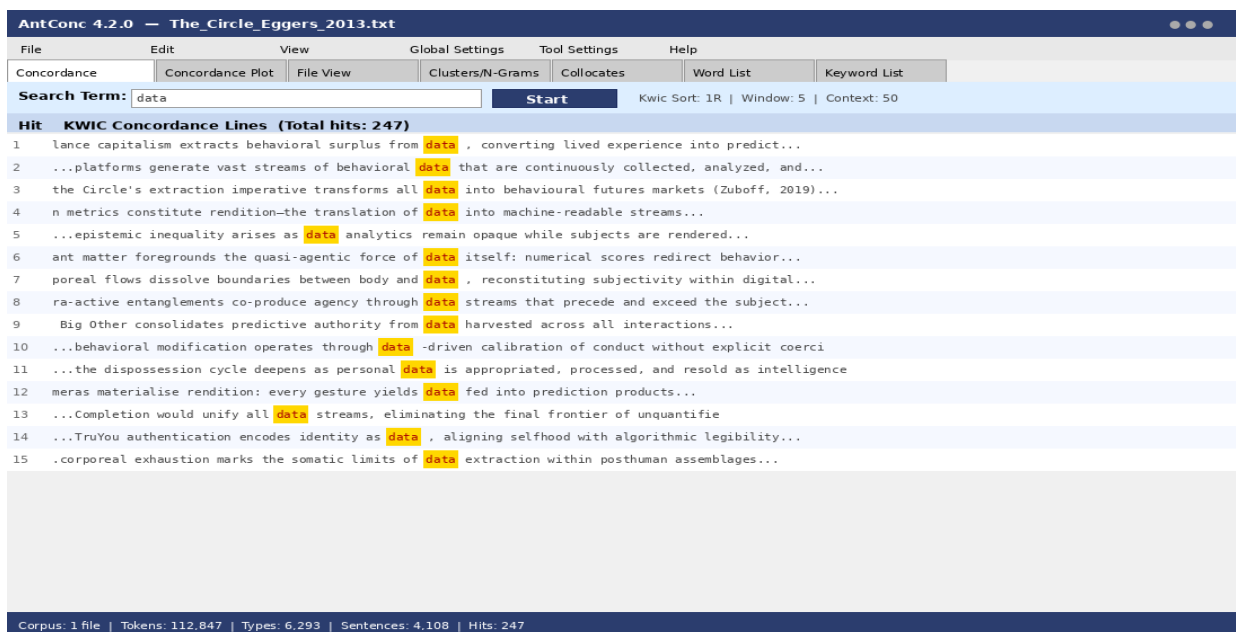 AntConc 4.2.0 — The_Circle_Eggers_2013.txt
File Edit View Global Settings Tool Settings Help
Concordance Concordance Plot File View Clusters/N-Grams Collocates Word List Keyword List
Search Term: data Start Kwic Sort: 1R | Window: 5 | Context: 50
Hit KWIC Concordance Lines (Total hits: 247)
1 lance capitalism extracts behavioral surplus from data , converting lived experience into predict...
2 ...platforms generate vast streams of behavioral data that are continuously collected, analyzed, and...
3 the Circle's extraction imperative transforms all data into behavioural futures markets (Zuboff, 2019)...
4 n metrics constitute rendition—the translation of data into machine-readable streams...
5 ...epistemic inequality arises as data analytics remain opaque while subjects are rendered...
6 ant matter foregrounds the quasi-agentic force of data itself: numerical scores redirect behavior...
7 poreal flows dissolve boundaries between body and data , reconstituting subjectivity within digital...
8 ra-active entanglements co-produce agency through data streams that precede and exceed the subject...
9 Big Other consolidates predictive authority from data harvested across all interactions...
10 ...behavioral modification operates through data -driven calibration of conduct without explicit coerci
11 ...the dispossession cycle deepens as personal data is appropriated, processed, and resold as intelligence
12 meras materialise rendition: every gesture yields data fed into prediction products...
13 ...Completion would unify all data streams, eliminating the final frontier of unquantifie
14 ...TruYou authentication encodes identity as data , aligning selfhood with algorithmic legibility...
15 .corporeal exhaustion marks the somatic limits of data extraction within posthuman assemblages...
Corpus: 1 file | Tokens: 112,847 | Types: 6,293 | Sentences: 4,108 | Hits: 247